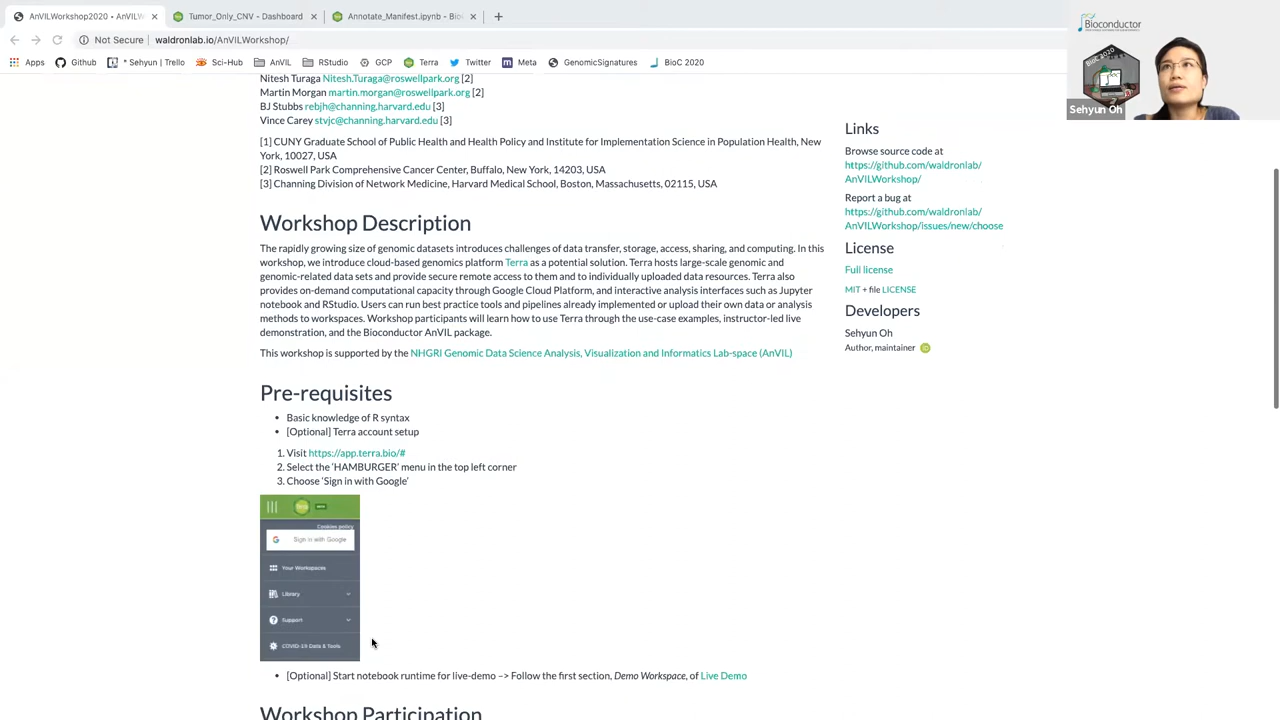 AnVILWorkshop2020 • AnVILW
Tumor_Only_CNV - Dashboard
Annotate_Manifest.ipynb - Bio
Not Secure
waldronlab.io/AnVILWorkshop/
Apps
Github
* Sehyun | Trello
Sci-Hub
AnVIL
RStudio
GCP
Terra
Twitter
Meta
GenomicSignatures
BioC 2020
Bioconductor
BioC 2020
Sehyun Oh
Nitesh Turaga Nitesh.Turaga@roswellpark.org [2]
Martin Morgan martin.morgan@roswellpark.org [2]
BJ Stubbs rebjh@channing.harvard.edu [3]
Vince Carey stvjc@channing.harvard.edu [3]
[1] CUNY Graduate School of Public Health and Health Policy and Institute for Implementation Science in Population Health, New
York, 10027, USA
[2] Roswell Park Comprehensive Cancer Center, Buffalo, New York, 14203, USA
[3] Channing Division of Network Medicine, Harvard Medical School, Boston, Massachusetts, 02115, USA
Workshop Description
The rapidly growing size of genomic datasets introduces challenges of data transfer, storage, access, sharing, and computing. In this
workshop, we introduce cloud-based genomics platform Terra as a potential solution. Terra hosts large-scale genomic and
genomic-related data sets and provide secure remote access to them and to individually uploaded data resources. Terra also
provides on-demand computational capacity through Google Cloud Platform, and interactive analysis interfaces such as Jupyter
notebook and RStudio. Users can run best practice tools and pipelines already implemented or upload their own data or analysis
methods to workspaces. Workshop participants will learn how to use Terra through the use-case examples, instructor-led live
demonstration, and the Bioconductor AnVIL package.
This workshop is supported by the NHGRI Genomic Data Science Analysis, Visualization and Informatics Lab-space (AnVIL)
Pre-requisites
• Basic knowledge of R syntax
• [Optional] Terra account setup
1. Visit https://app.terra.bio/#
2. Select the 'HAMBURGER' menu in the top left corner
3. Choose 'Sign in with Google'
Cookies policy
Sign in with Google
Your Workspaces
Library
Support
COVID-19 Data & Tools
• [Optional] Start notebook runtime for live-demo –> Follow the first section, Demo Workspace, of Live Demo
Workshop Participation
Links
Browse source code at
https://github.com/waldronlab/
AnVILWorkshop/
Report a bug at
https://github.com/waldronlab/
AnVILWorkshop/issues/new/choose
License
Full license
MIT + file LICENSE
Developers
Sehyun Oh
Author, maintainer iD